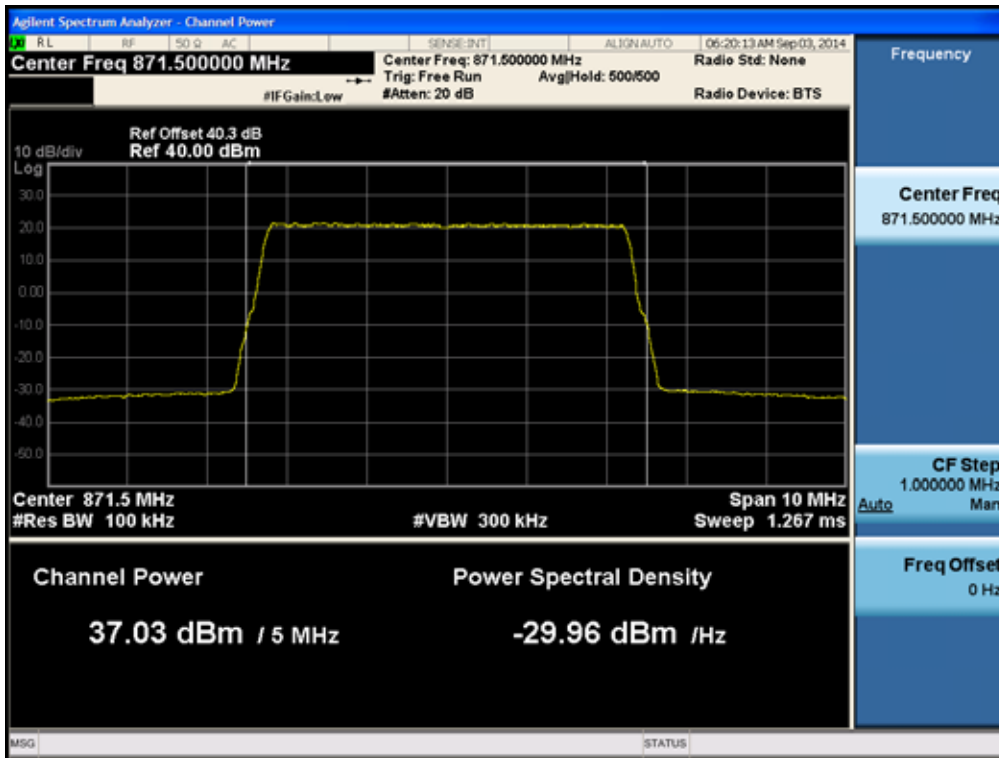 Agilent Spectrum Analyzer - Channel Power
RL RF 50 Ω AC SENSE:INT ALIGN AUTO 06:20:13 AM Sep 03, 2014
Center Freq 871.500000 MHz
Center Freq: 871.500000 MHz
Radio Std: None
Trig: Free Run Avg|Hold: 500/500
#IFGain:Low
#Atten: 20 dB
Radio Device: BTS
Frequency
Ref Offset 40.3 dB
10 dB/div Ref 40.00 dBm
Log
30.0
20.0
10.0
0.00
-10.0
-20.0
-30.0
-40.0
-50.0
Center 871.5 MHz Span 10 MHz
#Res BW 100 kHz #VBW 300 kHz Sweep 1.267 ms
Channel Power Power Spectral Density
37.03 dBm / 5 MHz -29.96 dBm /Hz
Center Freq
871.500000 MHz
CF Step
1.000000 MHz
Auto Man
Freq Offset
0 Hz
MSG STATUS